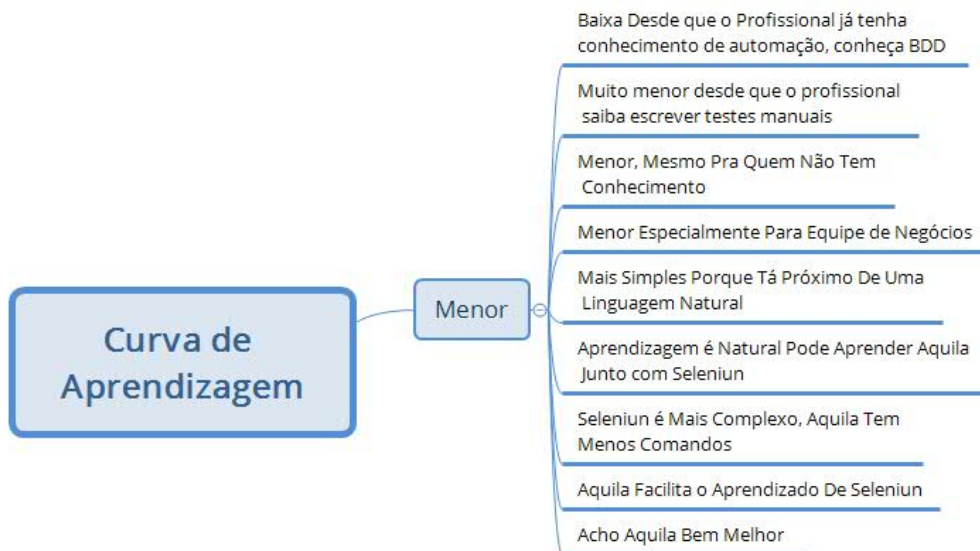 Baixa Desde que o Profissional já tenha
conhecimento de automação, conheça BDD
Muito menor desde que o profissional
saiba escrever testes manuais
Menor, Mesmo Pra Quem Não Tem
Conhecimento
Menor Especialmente Para Equipe de Negócios
Mais Simples Porque Tá Próximo De Uma
Linguagem Natural
Curva de
Aprendizagem
Menor
Aprendizagem é Natural Pode Aprender Aquila
Junto com Seleniun
Seleniun é Mais Complexo, Aquila Tem
Menos Comandos
Aquila Facilita o Aprendizado De Seleniun
Acho Aquila Bem Melhor